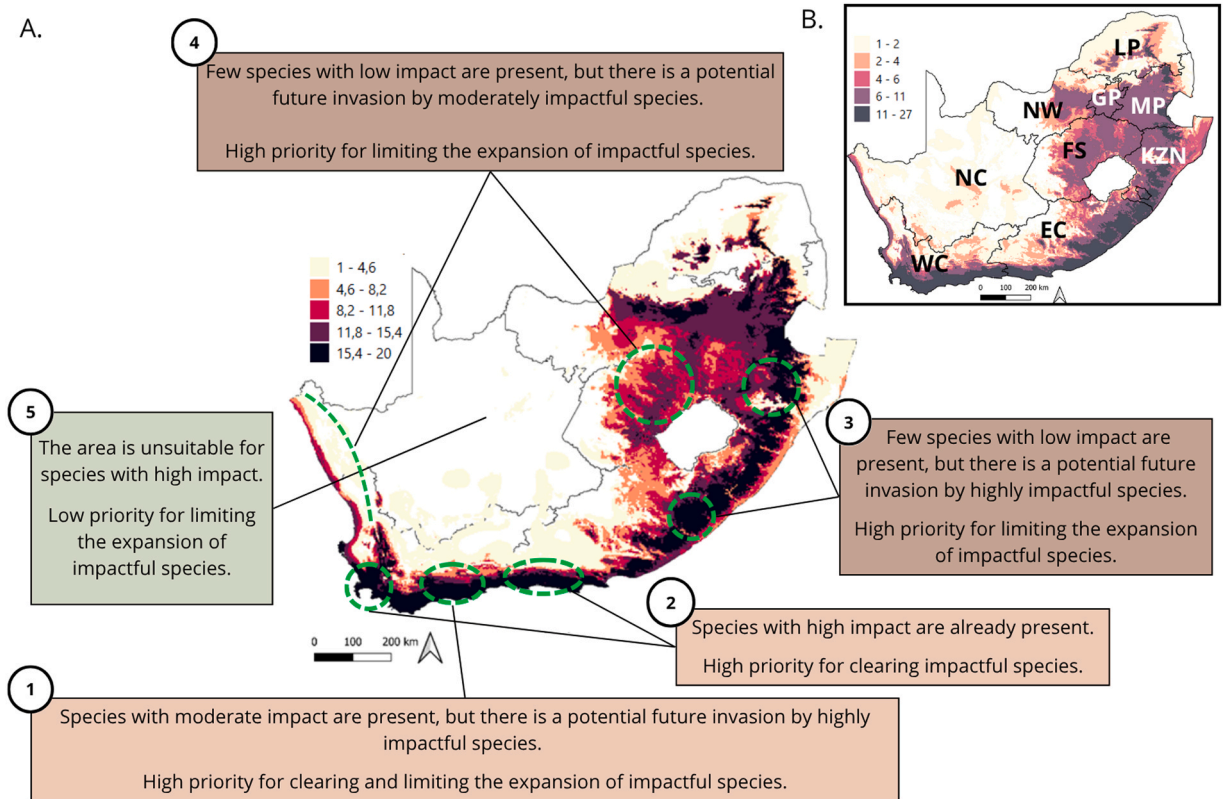 A.
4
Few species with low impact are present, but there is a potential
future invasion by moderately impactful species.
High priority for limiting the expansion of impactful species.
B.
1 - 2
2 - 4
4 - 6
6 - 11
11 - 27
LP
NW
GP
MP
FS
KZN
NC
EC
WC
0 100 200 km
1 - 4,6
4,6 - 8,2
8,2 - 11,8
11,8 - 15,4
15,4 - 20
5
The area is unsuitable for
species with high impact.
Low priority for limiting
the expansion of
impactful species.
3
Few species with low impact are
present, but there is a potential future
invasion by highly impactful species.
High priority for limiting the expansion
of impactful species.
2
Species with high impact are already present.
High priority for clearing impactful species.
0 100 200 km
1
Species with moderate impact are present, but there is a potential future invasion by highly
impactful species.
High priority for clearing and limiting the expansion of impactful species.